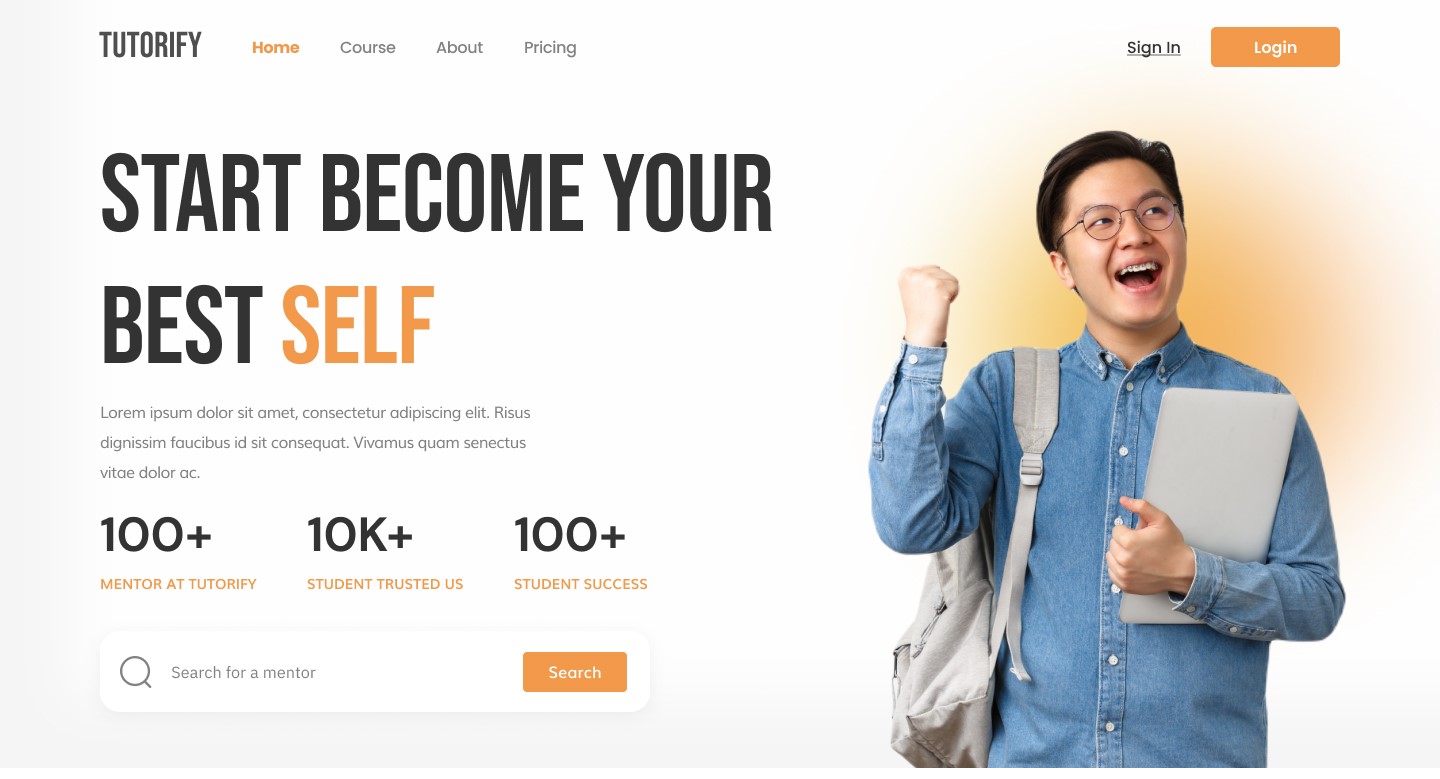 TUTORIFY Home Course About Pricing Sign In Login
START BECOME YOUR
BEST SELF
Lorem ipsum dolor sit amet, consectetur adipiscing elit. Risus
dignissim faucibus id sit consequat. Vivamus quam senectus
vitae dolor ac.
100+ 10K+ 100+
MENTOR AT TUTORIFY STUDENT TRUSTED US STUDENT SUCCESS
Search for a mentor Search